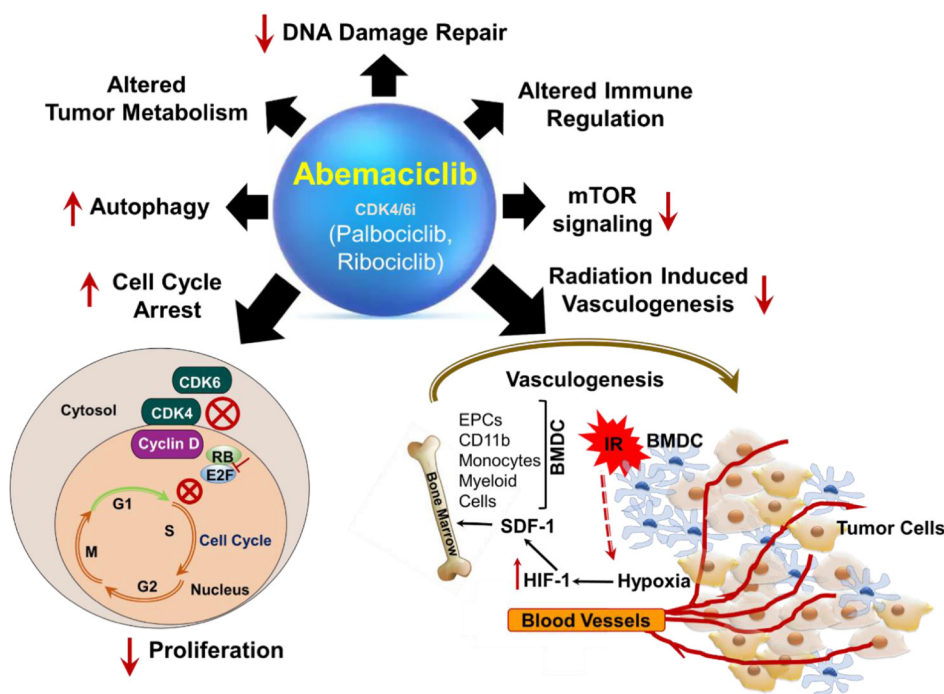 DNA Damage Repair
Altered
Tumor Metabolism
Altered Immune
Regulation
Abemaciclib
CDK4/6i
(Palbociclib,
Ribociclib)
Autophagy
mTOR
signaling
Cell Cycle
Arrest
Radiation Induced
Vasculogenesis
CDK6
Cytosol
CDK4
Cyclin D
RB
E2F
G1
S
M
G2
Cell Cycle
Nucleus
Proliferation
Vasculogenesis
EPCs
CD11b
Monocytes
Myeloid
Cells
BMDC
IR
BMDC
Bone Marrow
SDF-1
Tumor Cells
HIF-1
Hypoxia
Blood Vessels